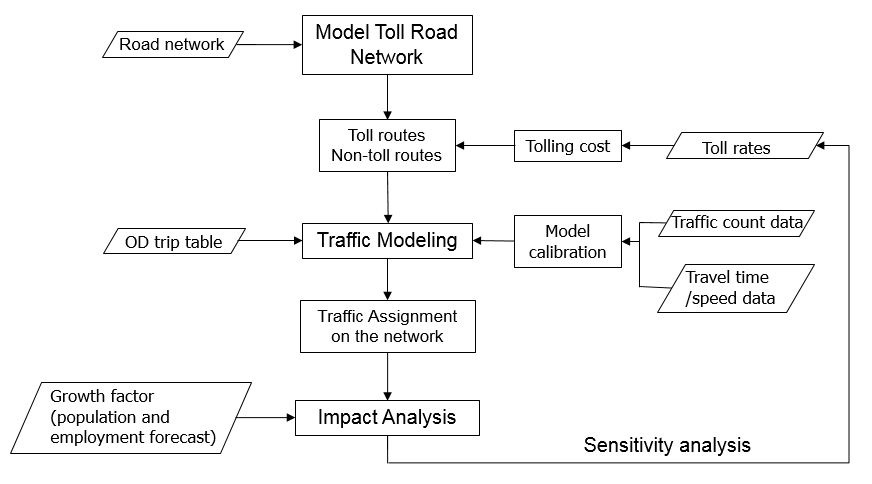 Model Toll Road
Network
Road network
Toll routes
Non-toll routes
Tolling cost
Toll rates
OD trip table
Traffic Modeling
Model
calibration
Traffic count data
Travel time
/speed data
Traffic Assignment
on the network
Growth factor
(population and
employment forecast)
Impact Analysis
Sensitivity analysis